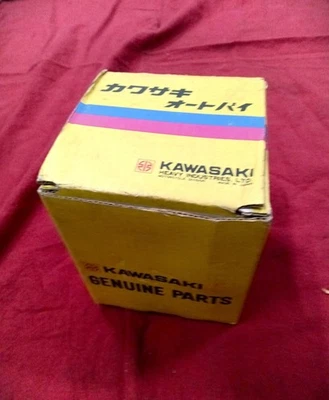 カワサキ
オートバイ
KAWASAKI
HEAVY INDUSTRIES, LTD.
KAWASAKI
GENUINE PARTS